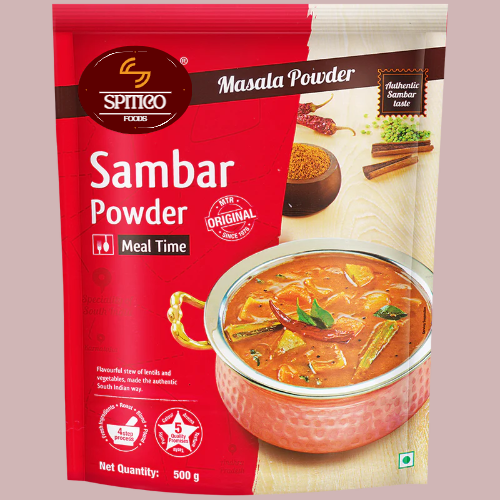 SPITICO
FOODS
®
Masala Powder
Authentic
Sambar
taste
Sambar
Powder
MTR
ORIGINAL
SINCE 1976
Meal Time
Flavourful stew of lentils and
vegetables, made the authentic
South Indian way.
4 step
process
5
Quality
Promises
Net Quantity: 500 g